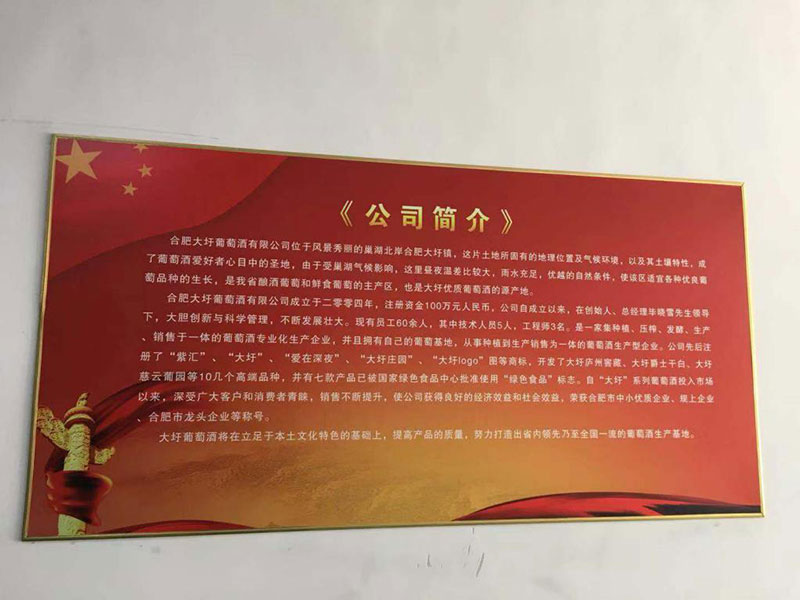 《公司简介》
合肥大圩葡萄酒有限公司位于风景秀丽的巢湖北岸合肥大圩镇，这片土地所固有的地理位置及气候环境，以及其土壤特性，成
了葡萄酒爱好者心目中的圣地，由于受巢湖气候影响，这里昼夜温差比较大，雨水充足，优越的自然条件，使该区适宜各种优良葡
萄品种的生长，是我省酿酒葡萄和鲜食葡萄的主产区，也是大圩优质葡萄酒的源产地。
合肥大圩葡萄酒有限公司成立于二零零四年，注册资金100万元人民币，公司自成立以来，在创始人、总经理毕晓雪先生领导
下，大胆创新与科学管理，不断发展壮大。现有员工60余人，其中技术人员5人，工程师3名。是一家集种植、压榨、发酵、生产
、销售于一体的葡萄酒专业化生产企业，并且拥有自己的葡萄基地，从事种植到生产销售为一体的葡萄酒生产型企业。公司先后注
册了“紫汇”、“大圩”、“爱在深夜”、“大圩庄园”、“大圩logo”图等商标，开发了大圩庐州窖藏、大圩爵士干白、大圩
慈云葡园等10几个高端品种，并有七款产品已被国家绿色食品中心批准使用“绿色食品”标志。自“大圩”系列葡萄酒投入市场
以来，深受广大客户和消费者青睐，销售不断提升，使公司获得良好的经济效益和社会效益，荣获合肥市中小优质企业、规上企业
、合肥市龙头企业等称号。
大圩葡萄酒将在立足于本土文化特色的基础上，提高产品的质量，努力打造出省内领先乃至全国一流的葡萄酒生产基地。